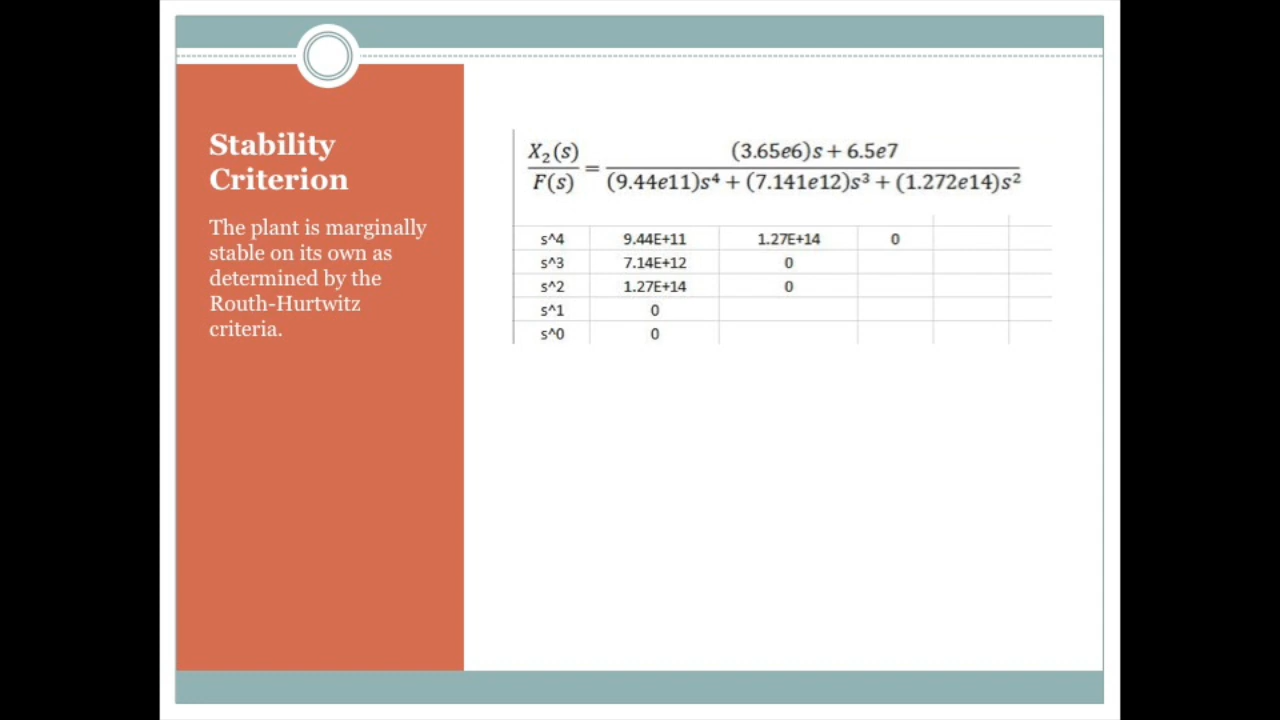 Stability
Criterion
The plant is marginally
stable on its own as
determined by the
Routh-Hurtwitz
criteria.
X₂(s)/F(s) = ((3.65e6)s + 6.5e7)/((9.44e11)s⁴ + (7.141e12)s³ + (1.272e14)s²)
s^4 9.44E+11 1.27E+14 0
s^3 7.14E+12 0
s^2 1.27E+14 0
s^1 0
s^0 0